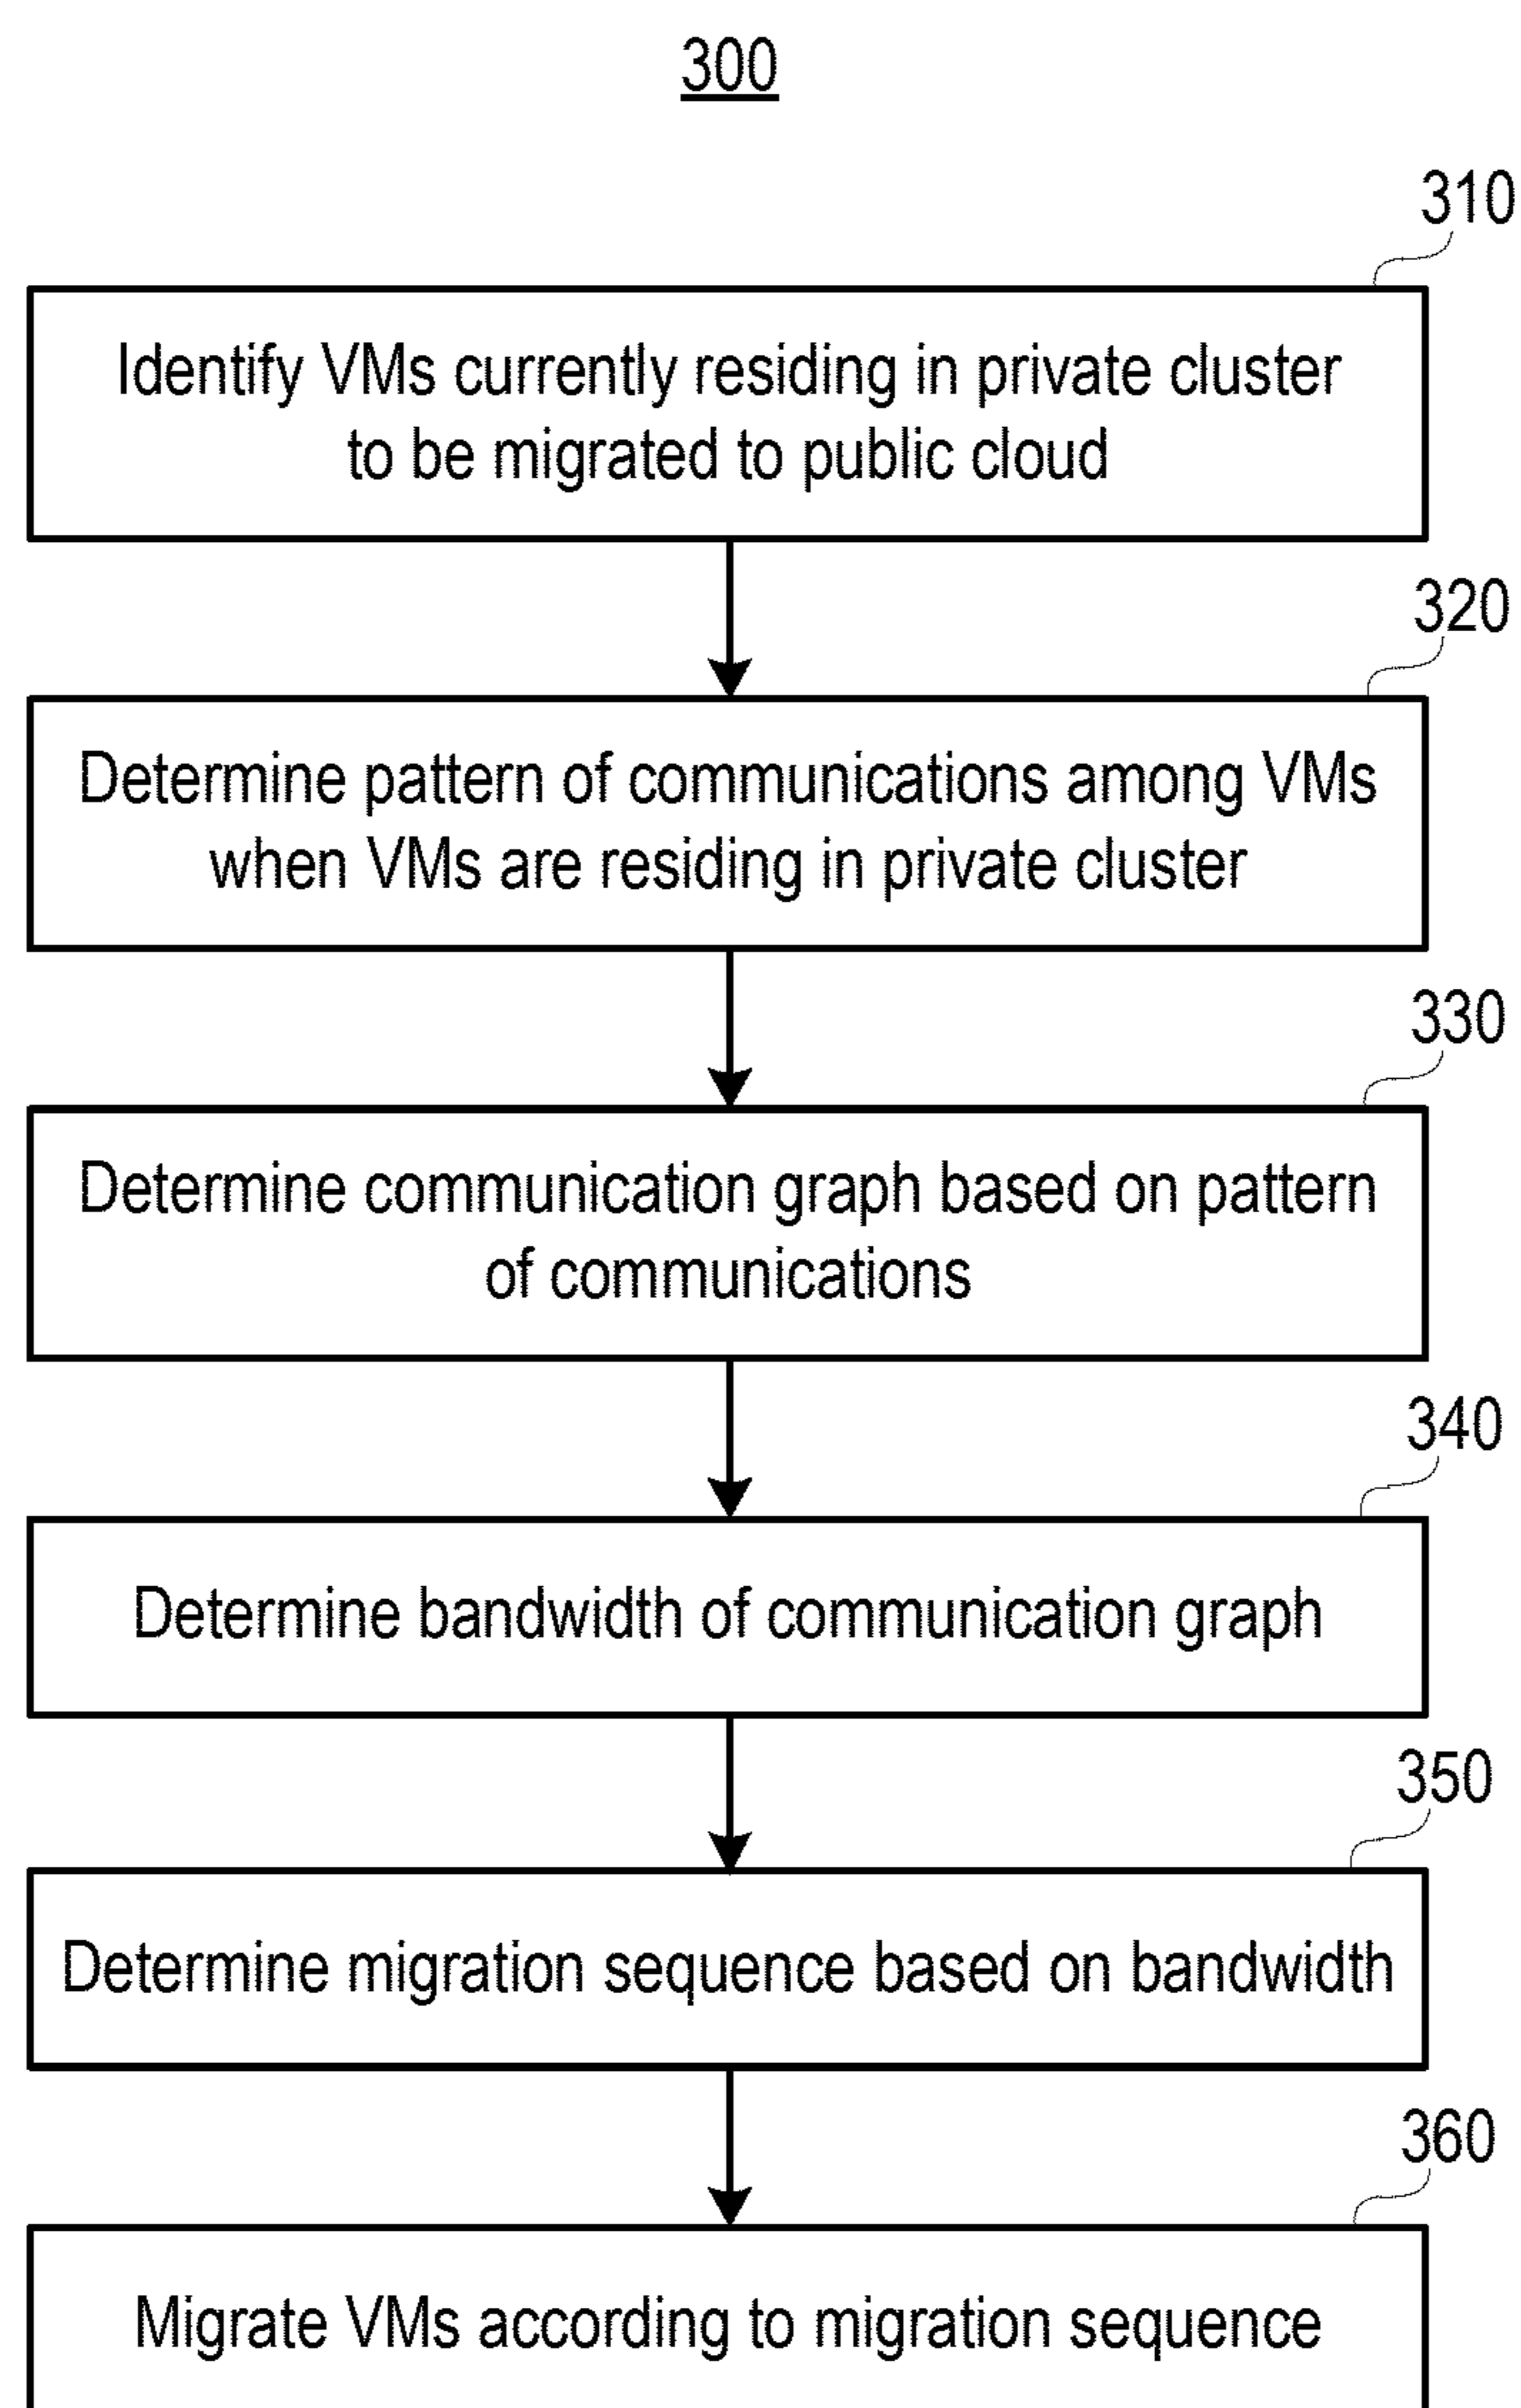 300
310
Identify VMs currently residing in private cluster
to be migrated to public cloud
320
Determine pattern of communications among VMs
when VMs are residing in private cluster
330
Determine communication graph based on pattern
of communications
340
Determine bandwidth of communication graph
350
Determine migration sequence based on bandwidth
360
Migrate VMs according to migration sequence